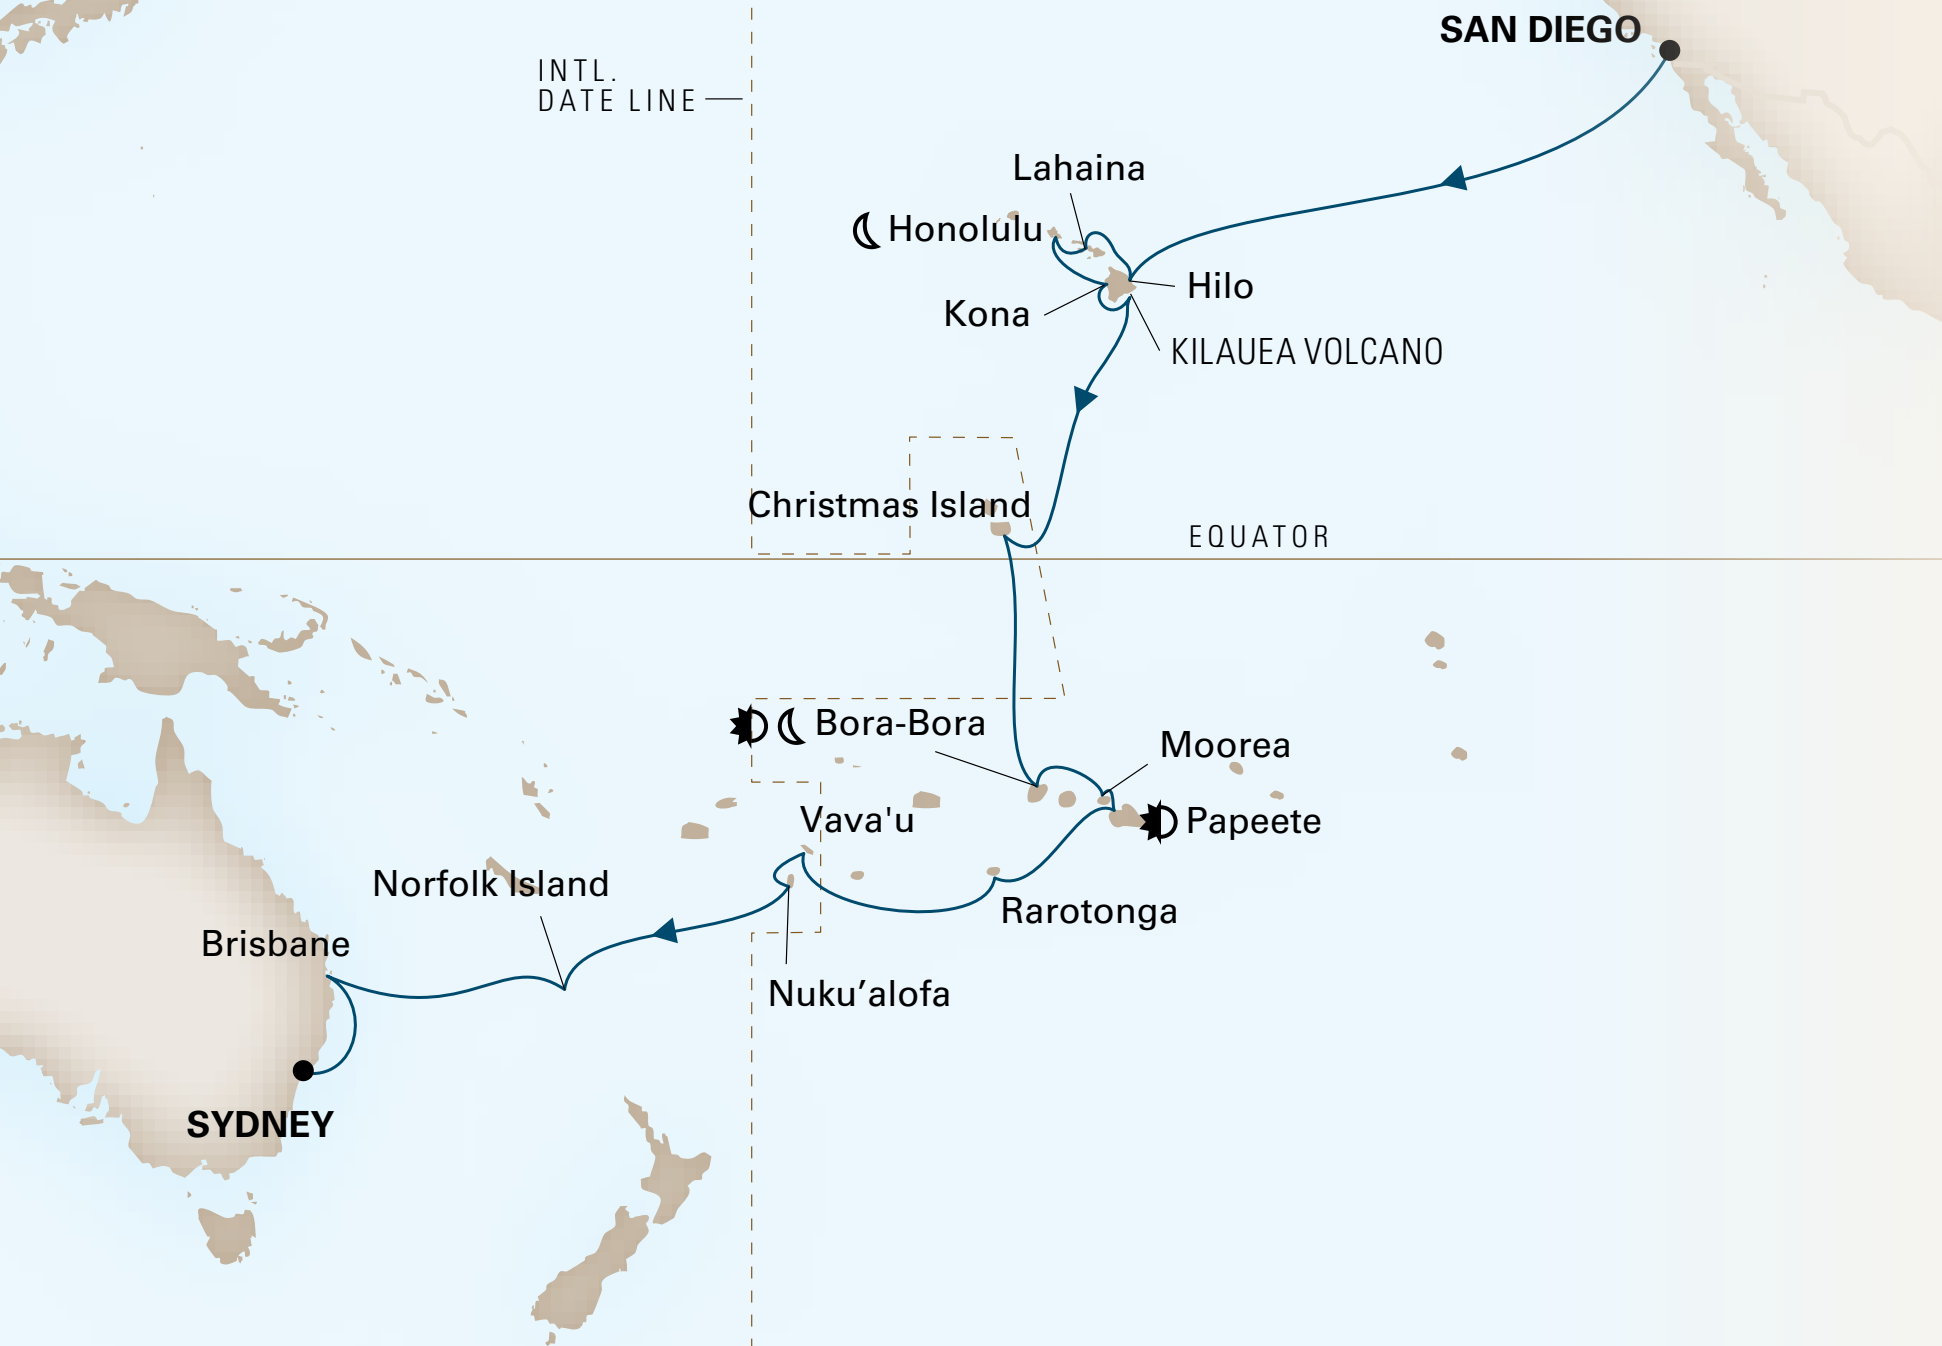 SAN DIEGO
INTL.
DATE LINE
Lahaina
Honolulu
Hilo
Kona
KILAUEA VOLCANO
Christmas Island
EQUATOR
Bora-Bora
Moorea
Vava'u
Papeete
Norfolk Island
Rarotonga
Brisbane
Nuku’alofa
SYDNEY